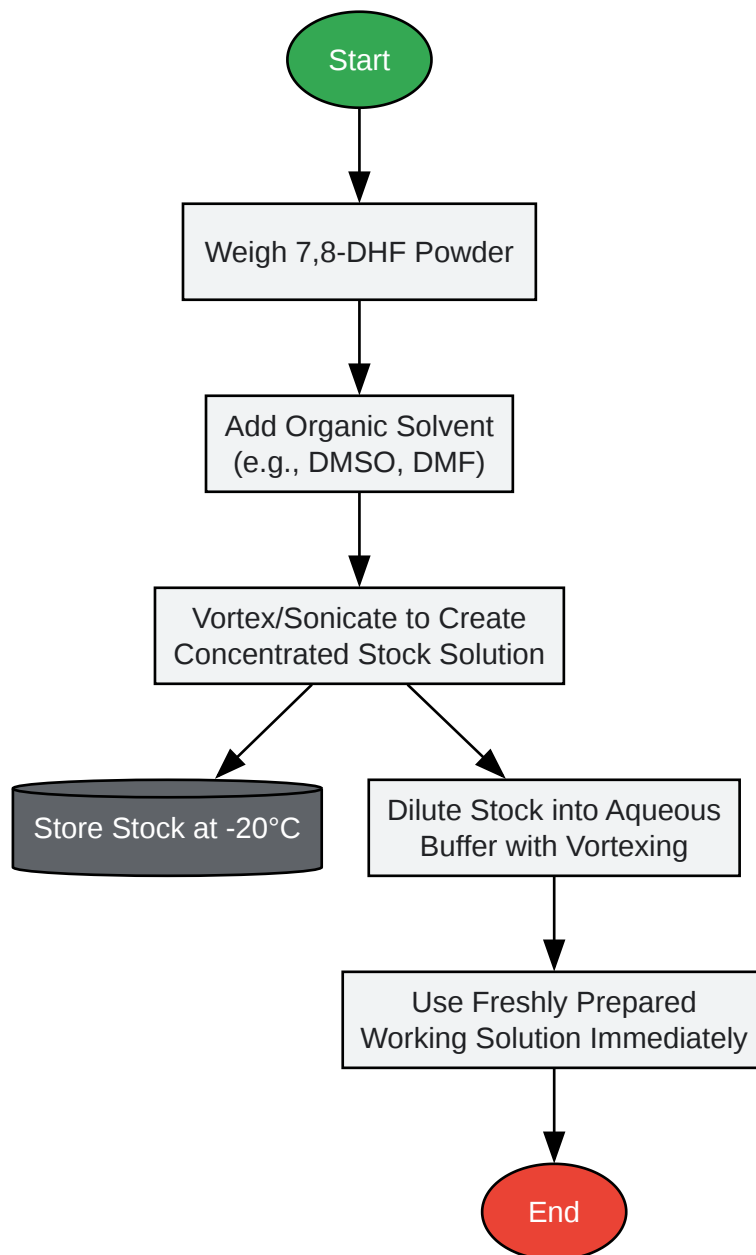 Start
Weigh 7,8-DHF Powder
Add Organic Solvent
(e.g., DMSO, DMF)
Vortex/Sonicate to Create
Concentrated Stock Solution
Store Stock at -20°C
Dilute Stock into Aqueous
Buffer with Vortexing
Use Freshly Prepared
Working Solution Immediately
End